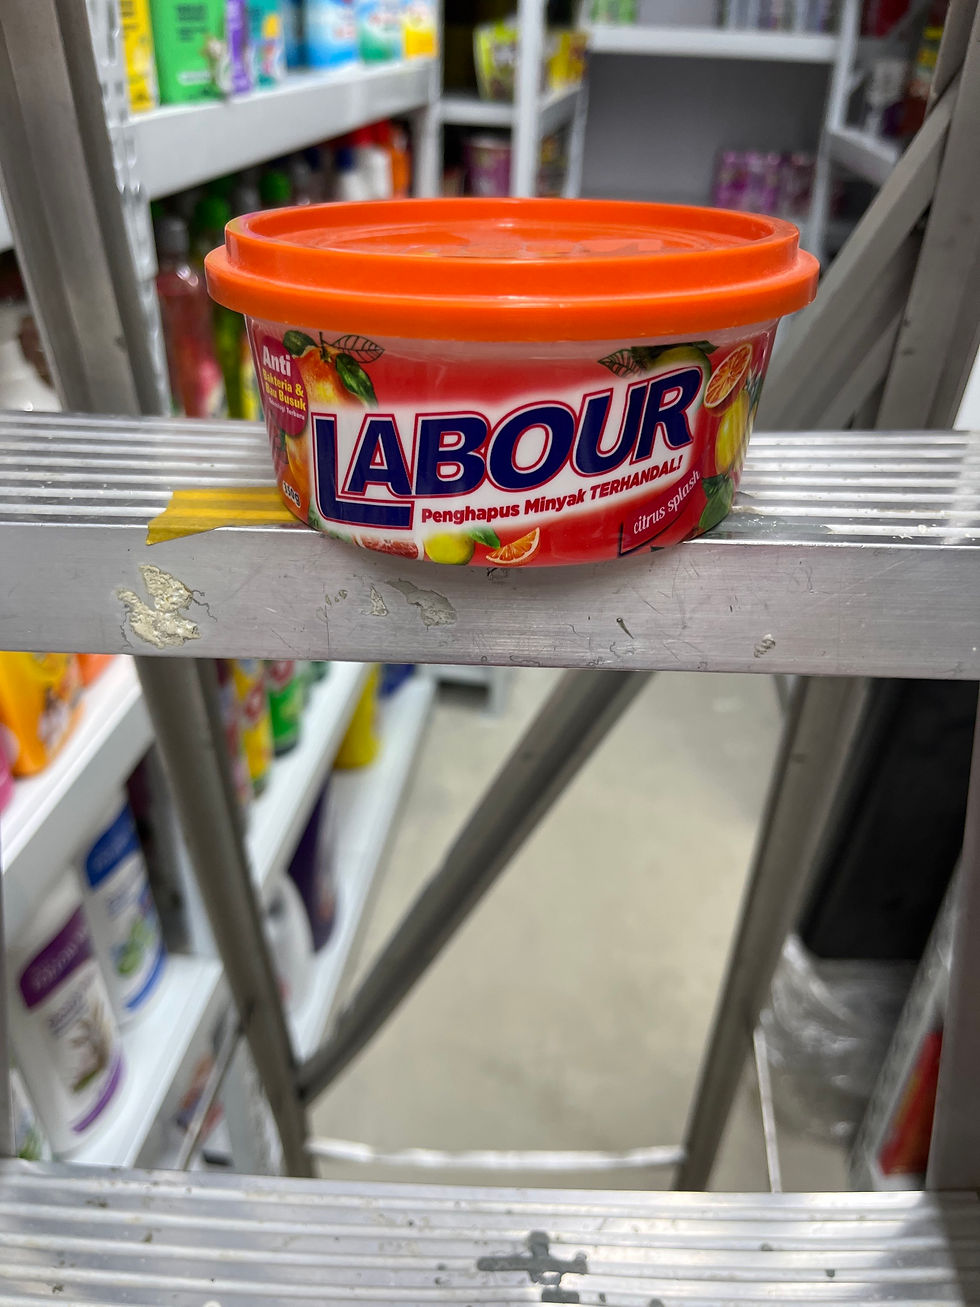 Anti
Bakteria &
Bau Busuk
LABOUR
Penghapus Minyak TERHANDAL!
citrus splash